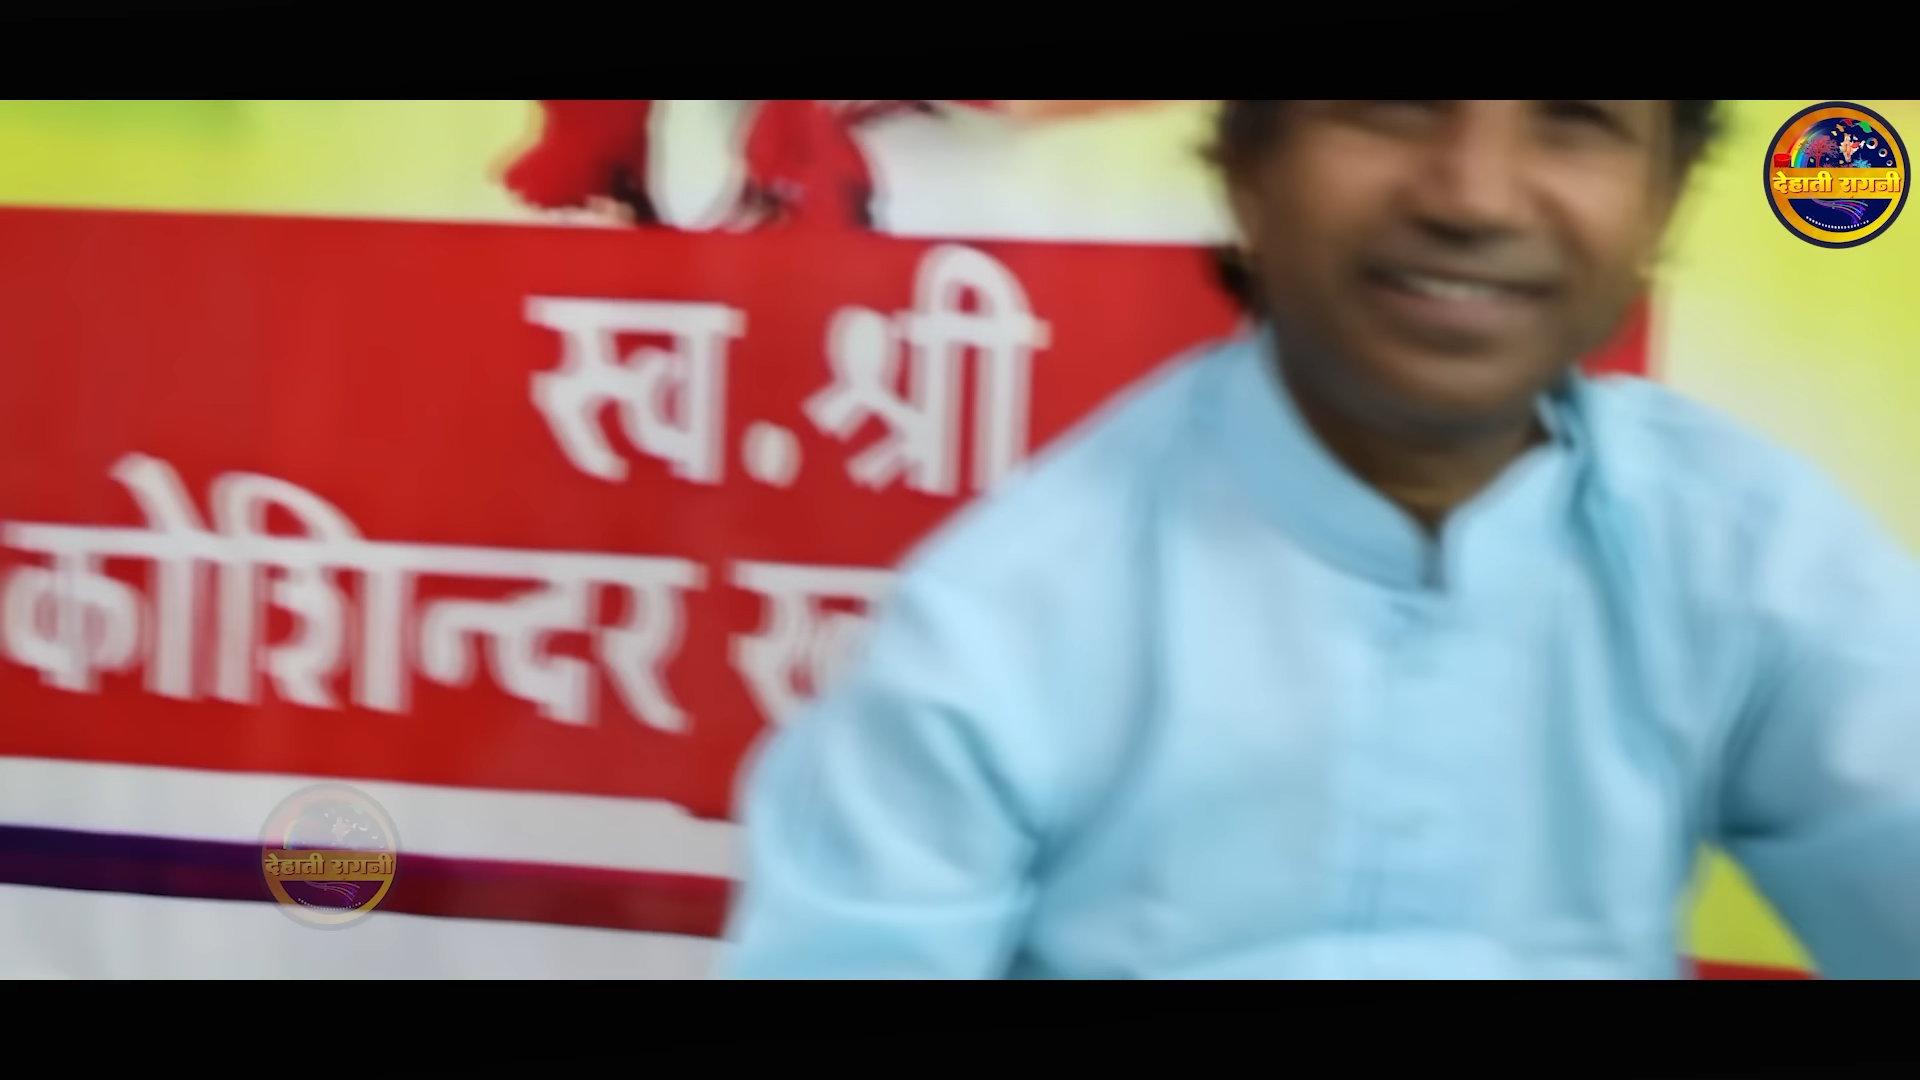 देहाती रागनी
स्व.श्री
कोशिन्दर
देहाती रागनी